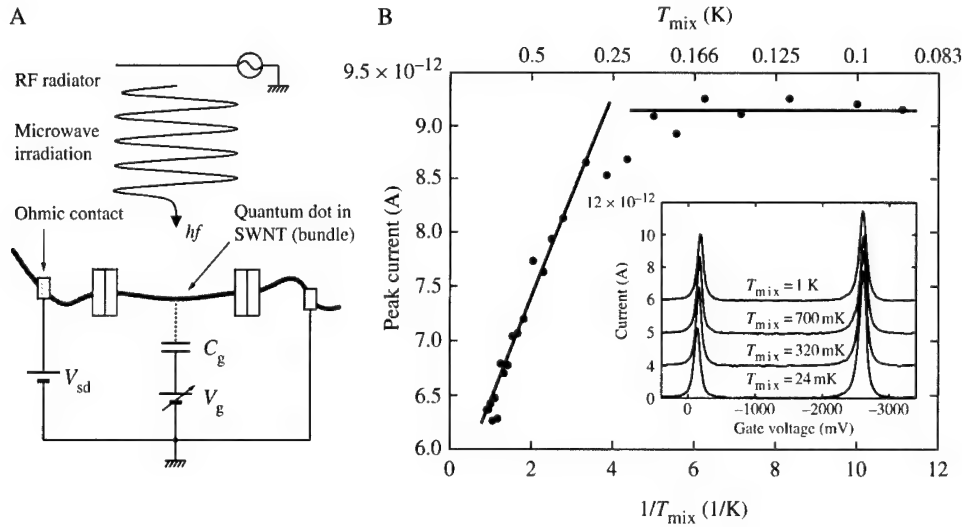 A
RF radiator
Microwave
irradiation
Ohmic contact
hf
Quantum dot in
SWNT (bundle)
C_g
V_sd
V_g
B
T_mix (K)
0.5 0.25 0.166 0.125 0.1 0.083
9.5 × 10⁻¹²
9.0
8.5
8.0
7.5
7.0
6.5
6.0
Peak current (A)
0 2 4 6 8 10 12
1/T_mix (1/K)
12 × 10⁻¹²
10
8
6
5
4
0
Current (A)
T_mix = 1 K
T_mix = 700 mK
T_mix = 320 mK
T_mix = 24 mK
0 −1000 −2000 −3000
Gate voltage (mV)